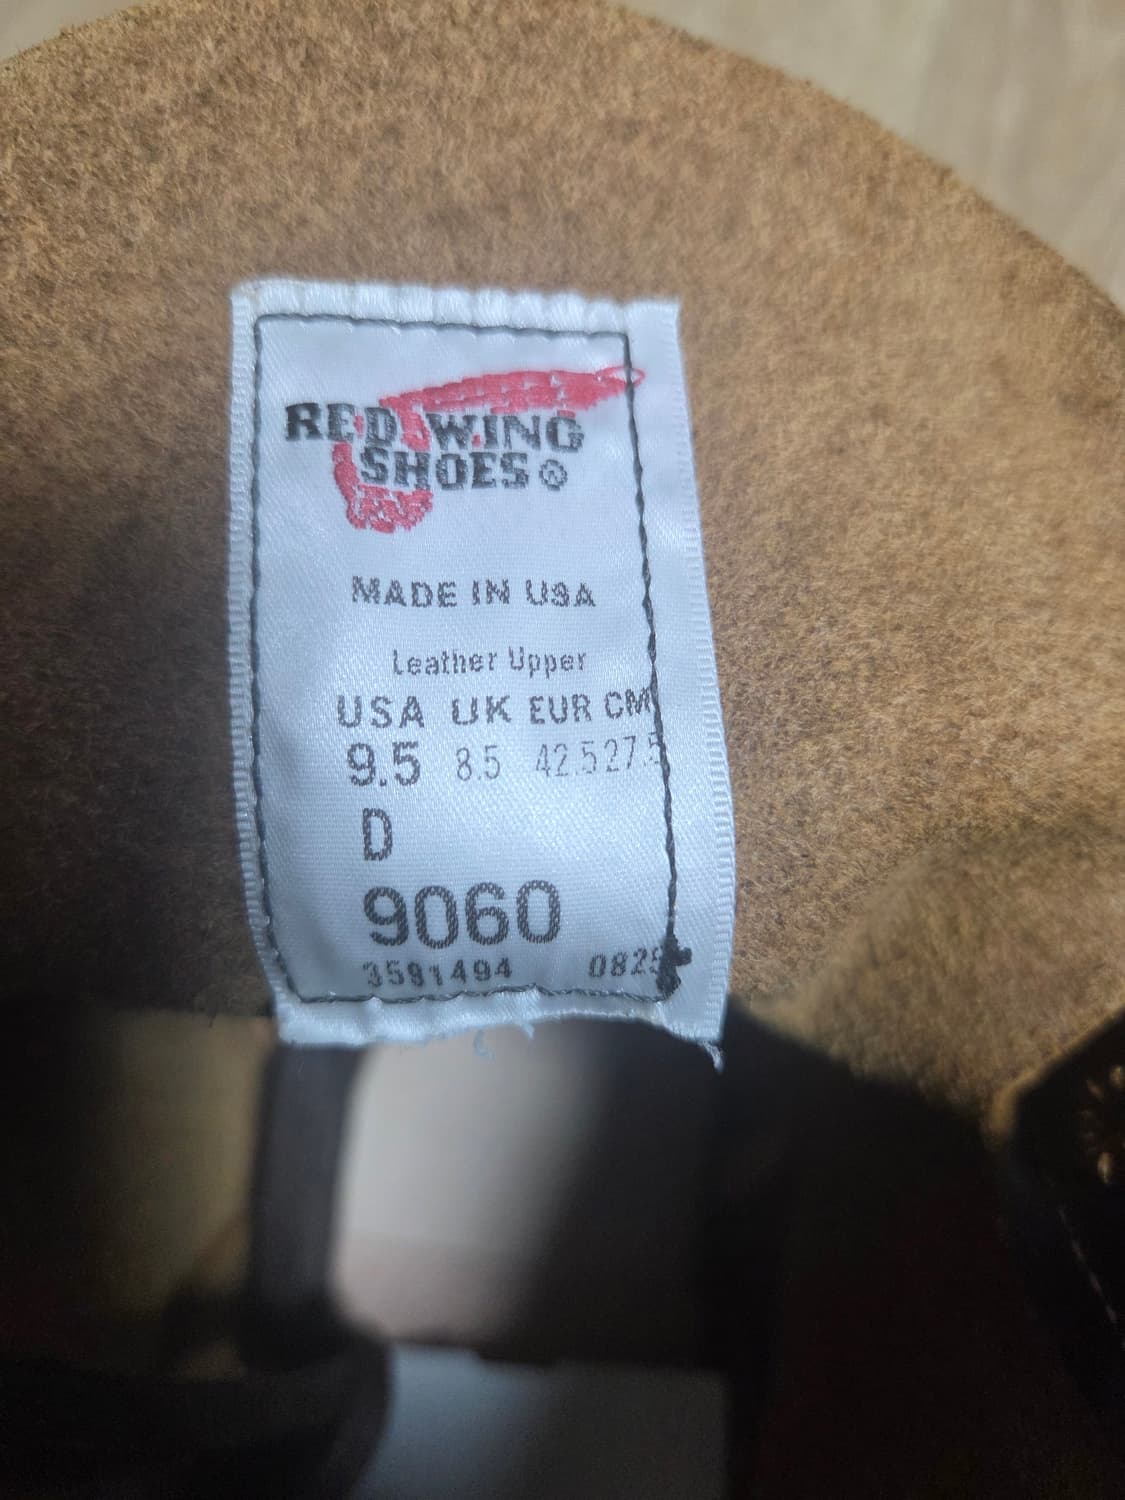 RED WING
SHOES®
MADE IN USA
Leather Upper
USA UK EUR CM
9.5 8.5 42.5 27.5
D
9060
3591494 0825